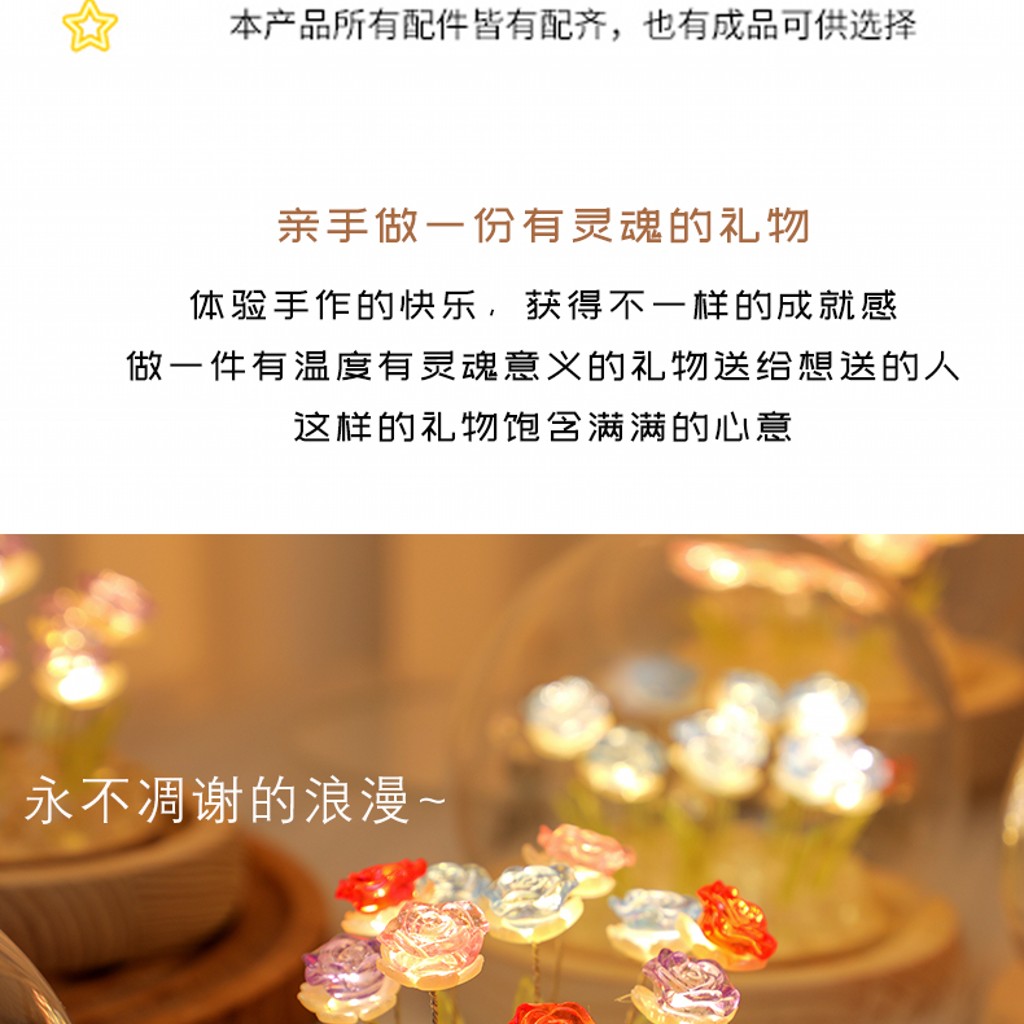 本产品所有配件皆有配齐，也有成品可供选择
亲手做一份有灵魂的礼物
体验手作的快乐，获得不一样的成就感
做一件有温度有灵魂意义的礼物送给想送的人
这样的礼物饱含满满的心意
永不凋谢的浪漫~